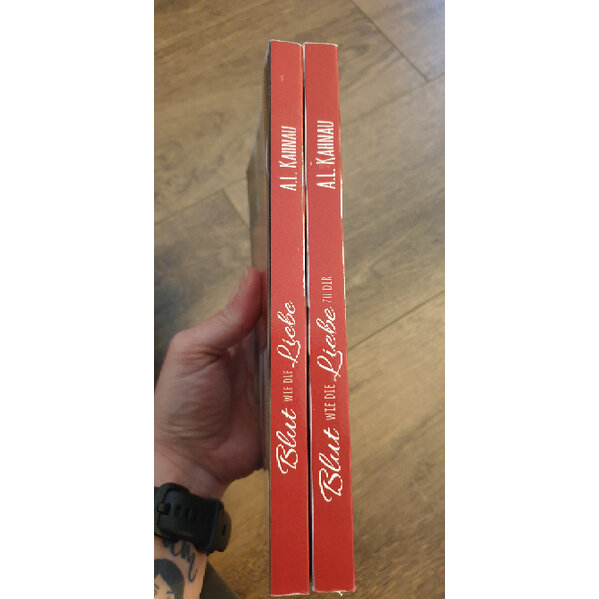 Blut WIE DIE Liebe
A.L. KAHNAU
Blut WIE DIE Liebe ZU DIR
A.L. KAHNAU